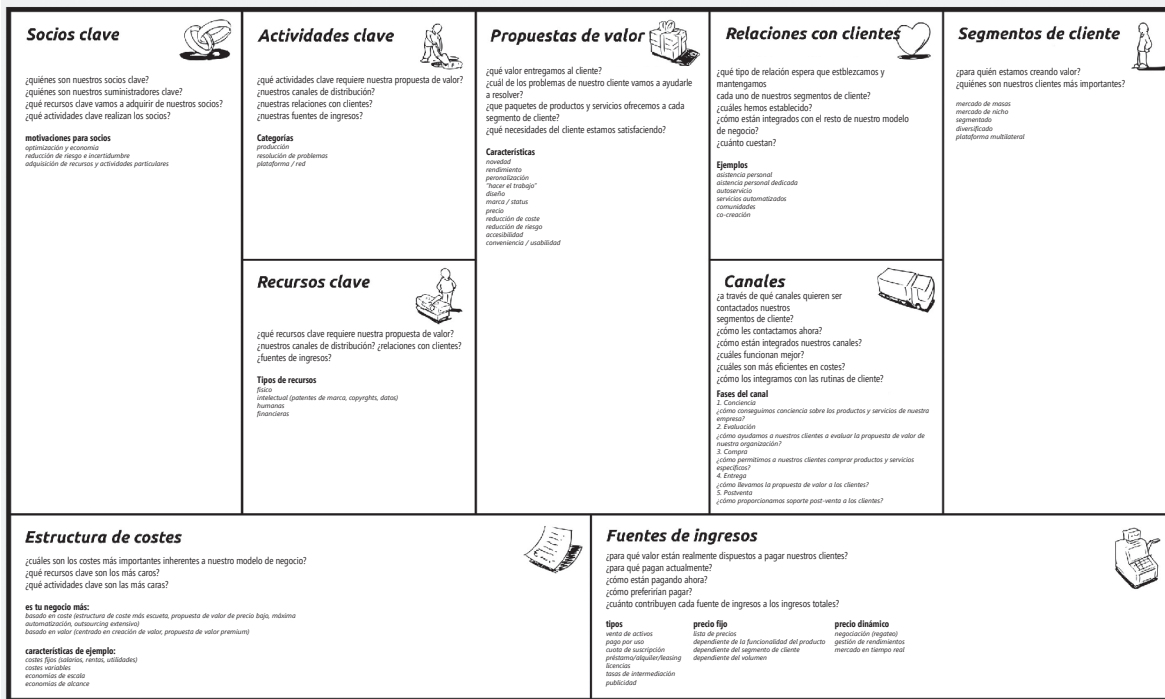 Socios clave
¿quiénes son nuestros socios clave?
¿quiénes son nuestros suministradores clave?
¿qué recursos clave vamos a adquirir de nuestros socios?
¿qué actividades clave realizan los socios?
motivaciones para socios
optimización y economia
reducción de riesgo e incertidumbre
adquisición de recursos y actividades particulares
Actividades clave
¿qué actividades clave requiere nuestra propuesta de valor?
¿nuestros canales de distribución?
¿nuestras relaciones con clientes?
¿nuestras fuentes de ingresos?
Categorías
producción
resolución de problemas
plataforma / red
Recursos clave
¿qué recursos clave requiere nuestra propuesta de valor?
¿nuestros canales de distribución? ¿relaciones con clientes?
¿fuentes de ingresos?
Tipos de recursos
físico
intelectual (patentes de marca, copyrghts, datos)
humanas
financieras
Propuestas de valor
¿qué valor entregamos al cliente?
¿cuál de los problemas de nuestro cliente vamos a ayudarle
a resolver?
¿que paquetes de productos y servicios ofrecemos a cada
segmento de cliente?
¿qué necesidades del cliente estamos satisfaciendo?
Características
novedad
rendimiento
peronalización
"hacer el trabajo"
diseño
marca / status
precio
reducción de coste
reducción de riesgo
accesibilidad
conveniencia / usabilidad
Relaciones con clientes
¿qué tipo de relación espera que estblezcamos y
mantengamos
cada uno de nuestros segmentos de cliente?
¿cuáles hemos establecido?
¿cómo están integrados con el resto de nuestro modelo
de negocio?
¿cuánto cuestan?
Ejemplos
asistencia personal
aistencia personal dedicada
autoservicio
servicios automatizados
comunidades
co-creación
Canales
¿a través de qué canales quieren ser
contactados nuestros
segmentos de cliente?
¿cómo les contactamos ahora?
¿cómo están integrados nuestros canales?
¿cuáles funcionan mejor?
¿cuáles son más eficientes en costes?
¿cómo los integramos con las rutinas de cliente?
Fases del canal
1. Conciencia
¿cómo conseguimos conciencia sobre los productos y servicios de nuestra
empresa?
2. Evaluación
¿cómo ayudamos a nuestros clientes a evaluar la propuesta de valor de
nuestra organización?
3. Compra
¿cómo permitimos a nuestros clientes comprar productos y servicios
específicos?
4. Entrega
¿cómo llevamos la propuesta de valor a los clientes?
5. Postventa
¿cómo proporcionamos soporte post-venta a los clientes?
Segmentos de cliente
¿para quién estamos creando valor?
¿quiénes son nuestros clientes más importantes?
mercado de masas
mercado de nicho
segmentado
diversificado
plataforma multilateral
Estructura de costes
¿cuáles son los costes más importantes inherentes a nuestro modelo de negocio?
¿qué recursos clave son los más caros?
¿qué actividades clave son las más caras?
es tu negocio más:
basado en coste (estructura de coste más escueta, propuesta de valor de precio bajo, máxima
automatización, outsourcing extensivo)
basado en valor (centrado en creación de valor, propuesta de valor premium)
características de ejemplo:
costes fijos (salarios, rentas, utilidades)
costes variables
economías de escala
economías de alcance
Fuentes de ingresos
¿para qué valor están realmente dispuestos a pagar nuestros clientes?
¿para qué pagan actualmente?
¿cómo están pagando ahora?
¿cómo preferirían pagar?
¿cuánto contribuyen cada fuente de ingresos a los ingresos totales?
tipos
venta de activos
pago por uso
cuota de suscripción
préstamo/alquiler/leasing
licencias
tasas de intermediación
publicidad
precio fijo
lista de precios
dependiente de la funcionalidad del producto
dependiente del segmento de cliente
dependiente del volumen
precio dinámico
negociación (regateo)
gestión de rendimientos
mercado en tiempo real